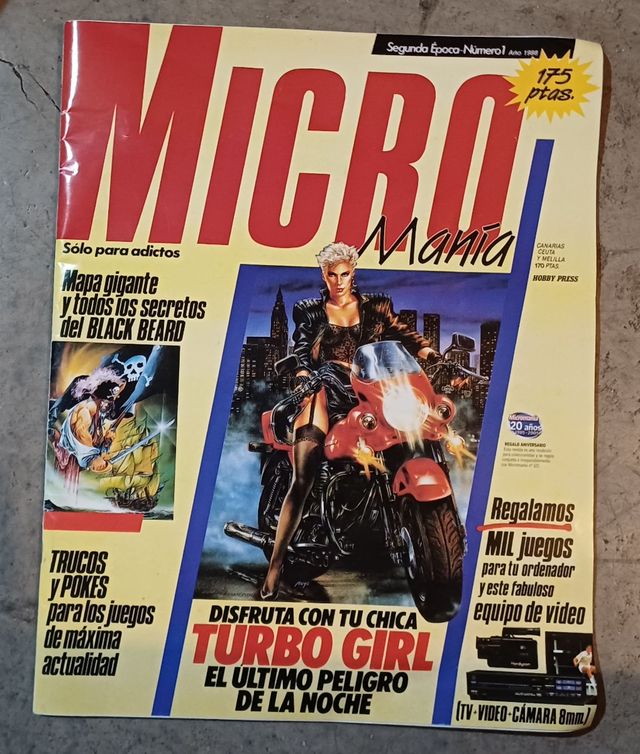 Segunda Época-Número 1 Año 1988
175
ptas.
MICRO
Manía
Sólo para adictos
CANARIAS
CEUTA
Y MELILLA
170 PTAS.
HOBBY PRESS
Mapa gigante
y todos los secretos
del BLACK BEARD
Micromanía
20 años
REGALO ANIVERSARIO
Regalamos
MIL juegos
para tu ordenador
y este fabuloso
equipo de video
TRUCOS
y POKES
para los juegos
de máxima
actualidad
DISFRUTA CON TU CHICA
TURBO GIRL
EL ULTIMO PELIGRO
DE LA NOCHE
(TV-VIDEO-CÁMARA 8mm.)